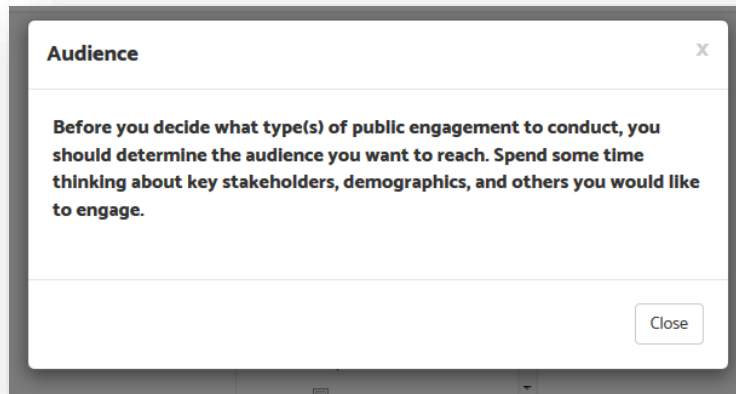 Audience
x
Before you decide what type(s) of public engagement to conduct, you
should determine the audience you want to reach. Spend some time
thinking about key stakeholders, demographics, and others you would like
to engage.
Close